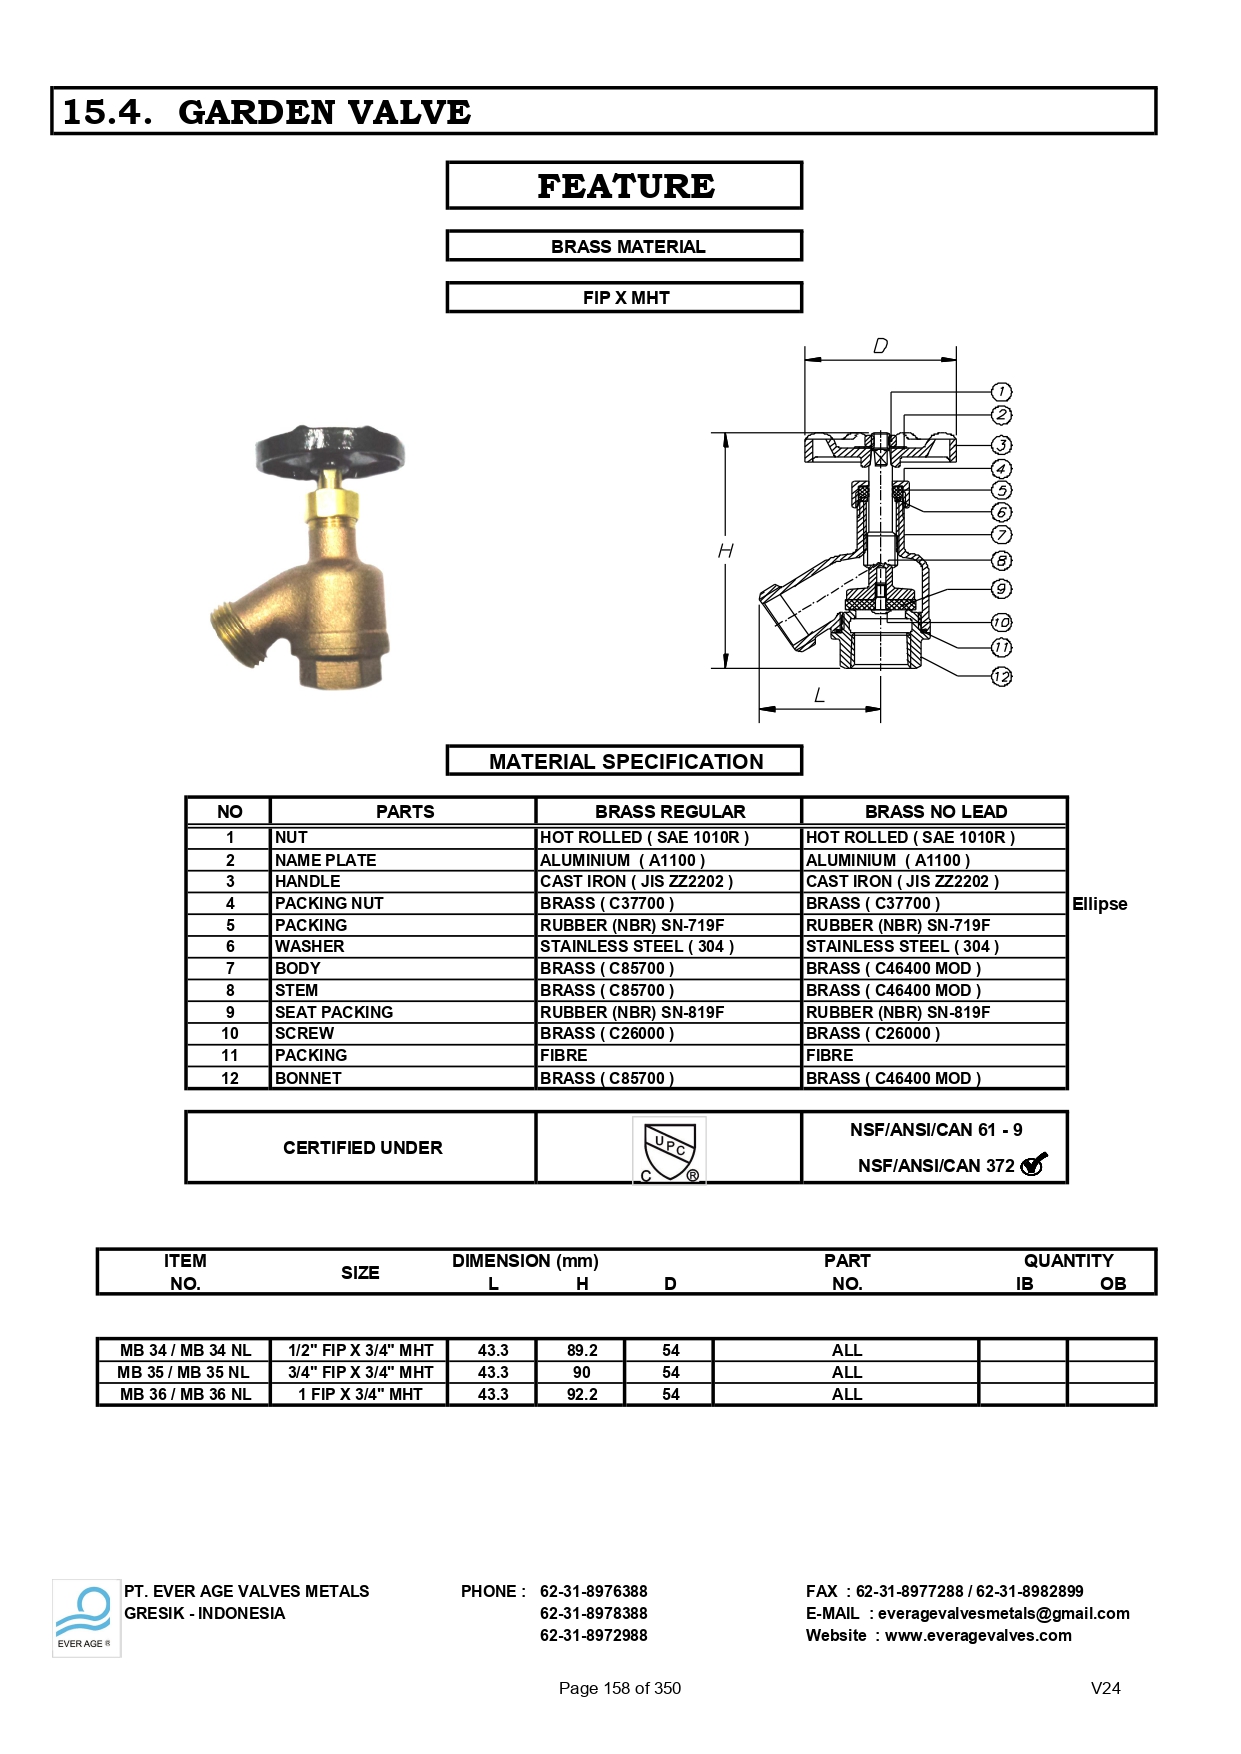 15.4. GARDEN VALVE
FEATURE
BRASS MATERIAL
FIP X MHT
D
1
2
3
4
5
6
7
H
8
9
10
11
12
L
MATERIAL SPECIFICATION
NO PARTS BRASS REGULAR BRASS NO LEAD
1 NUT HOT ROLLED ( SAE 1010R ) HOT ROLLED ( SAE 1010R )
2 NAME PLATE ALUMINIUM ( A1100 ) ALUMINIUM ( A1100 )
3 HANDLE CAST IRON ( JIS ZZ2202 ) CAST IRON ( JIS ZZ2202 )
4 PACKING NUT BRASS ( C37700 ) BRASS ( C37700 ) Ellipse
5 PACKING RUBBER (NBR) SN-719F RUBBER (NBR) SN-719F
6 WASHER STAINLESS STEEL ( 304 ) STAINLESS STEEL ( 304 )
7 BODY BRASS ( C85700 ) BRASS ( C46400 MOD )
8 STEM BRASS ( C85700 ) BRASS ( C46400 MOD )
9 SEAT PACKING RUBBER (NBR) SN-819F RUBBER (NBR) SN-819F
10 SCREW BRASS ( C26000 ) BRASS ( C26000 )
11 PACKING FIBRE FIBRE
12 BONNET BRASS ( C85700 ) BRASS ( C46400 MOD )
CERTIFIED UNDER
UPC
C ®
NSF/ANSI/CAN 61 - 9
NSF/ANSI/CAN 372
ITEM NO. SIZE DIMENSION (mm) PART NO. QUANTITY
L H D IB OB
MB 34 / MB 34 NL 1/2" FIP X 3/4" MHT 43.3 89.2 54 ALL
MB 35 / MB 35 NL 3/4" FIP X 3/4" MHT 43.3 90 54 ALL
MB 36 / MB 36 NL 1 FIP X 3/4" MHT 43.3 92.2 54 ALL
EVER AGE ®
PT. EVER AGE VALVES METALS PHONE : 62-31-8976388 FAX : 62-31-8977288 / 62-31-8982899
GRESIK - INDONESIA 62-31-8978388 E-MAIL : everagevalvesmetals@gmail.com
62-31-8972988 Website : www.everagevalves.com
Page 158 of 350 V24